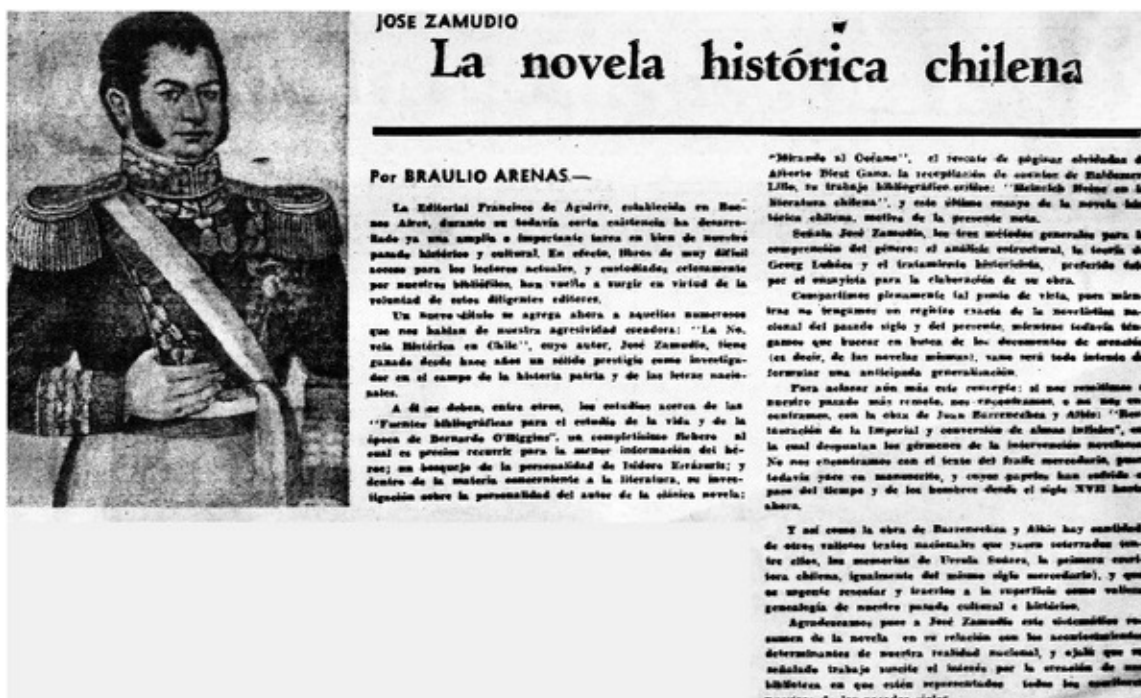 JOSE ZAMUDIO
La novela histórica chilena
Por BRAULIO ARENAS.—
La Editorial Francisco de Aguirre, establecida en Bue-
nos Aires, durante su todavía corta existencia ha desarro-
llado ya una amplia e importante tarea en bien de nuestro
pasado histórico y cultural. En efecto, libros de muy difícil
acceso para los lectores actuales, y custodiados celosamente
por nuestros bibliófilos, han vuelto a surgir en virtud de la
voluntad de estos diligentes editores.
Un nuevo título se agrega ahora a aquellos numerosos
que nos hablan de nuestra agresividad creadora: "La No-
vela Histórica en Chile", cuyo autor, José Zamudio, tiene
ganado desde hace años un sólido prestigio como investiga-
dor en el campo de la historia patria y de las letras nacio-
nales.
A él se deben, entre otros, los estudios acerca de las
"Fuentes bibliográficas para el estudio de la vida y de la
época de Bernardo O'Higgins", un completísimo fichero al
cual es preciso recurrir para la menor información del hé-
roe; un bosquejo de la personalidad de Isidoro Errázuriz; y
dentro de la materia concerniente a la literatura, su inves-
tigación sobre la personalidad del autor de la clásica novela:
"Mirando al Océano", el rescate de páginas olvidadas
Alberto Blest Gana, la recopilación de cuentos de Baldomero
Lillo, su trabajo bibliográfico-crítico: "Heinrich Heine en la
literatura chilena", y este último ensayo de la novela his-
tórica chilena, motivo de la presente nota.
Señala José Zamudio, los tres métodos generales para la
comprensión del género: el análisis estructural, la teoría de
Georg Lukács y el tratamiento historicista, preferido
por el ensayista para la elaboración de su obra.
Compartimos plenamente tal punto de vista, pues mien-
tras no tengamos un registro exacto de la novelística na-
cional del pasado siglo y del presente, mientras todavía ten-
gamos que bucear en busca de los documentos de creación
(es decir, de las novelas mismas), vano será todo intento de
formular una anticipada generalización.
Para aclarar aún más este concepto: si nos remitimos
nuestro pasado más remoto, nos encontramos, o no nos en-
contramos, con la obra de Juan Barrenechea y Albis: "Res-
tauración de la Imperial y conversión de almas infieles", en
la cual despuntan los gérmenes de la intervención novelesca.
No nos encontramos con el texto del fraile mercedario, pues
todavía yace en manuscrito, y cuyos papeles han sufrido
paso del tiempo y de los hombres desde el siglo XVII hasta
ahora.
Y así como la obra de Barrenechea y Albis hay cantidad
de otros valiosos textos nacionales que yacen soterrados (en-
tre ellos, las memorias de Ursula Suárez, la primera escri-
tora chilena, igualmente del mismo siglo mercedario), y que
es urgente rescatar y traerlos a la superficie como valiosa
genealogía de nuestro pasado cultural e histórico.
Agradezcamos pues a José Zamudio este sistemático re-
sumen de la novela en su relación con los acontecimientos
determinantes de nuestra realidad nacional, y ojalá que su
señalado trabajo suscite el interés por la creación de una
biblioteca en que estén representados todos los escritores